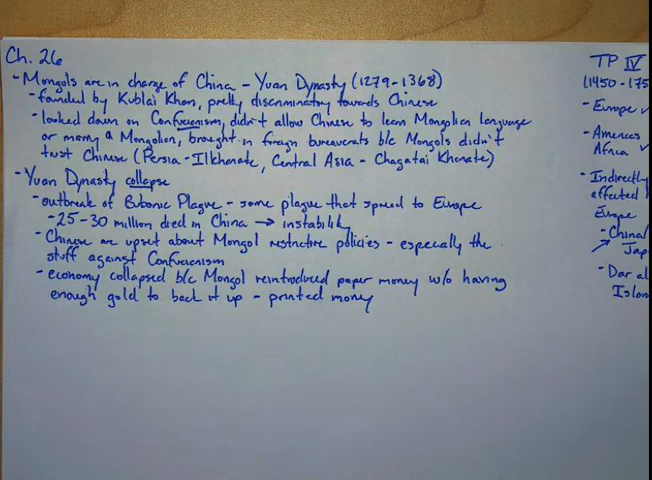 Ch. 26
- Mongols are in charge of China - Yuan Dynasty (1279-1368)
- founded by Kublai Khan, pretty discriminatory towards Chinese
- looked down on Confucianism, didn't allow Chinese to learn Mongolian language
or marry a Mongolian, brought in foreign bureaucrats b/c Mongols didn't
trust Chinese (Persia - Ilkhanate, Central Asia - Chagatai Khanate)
- Yuan Dynasty collapse
- outbreak of Bubonic Plague - same plague that spread to Europe
- 25-30 million died in China → instability
- Chinese are upset about Mongol restrictive policies - especially the
stuff against Confucianism
- economy collapsed b/c Mongol reintroduced paper money w/o having
enough gold to back it up - printed money
TP IV
(1450-175
- Europe ✓
- Americas
Africa ✓
- Indirectly
affected
Europe
- China/
Jap
- Dar al
Islam